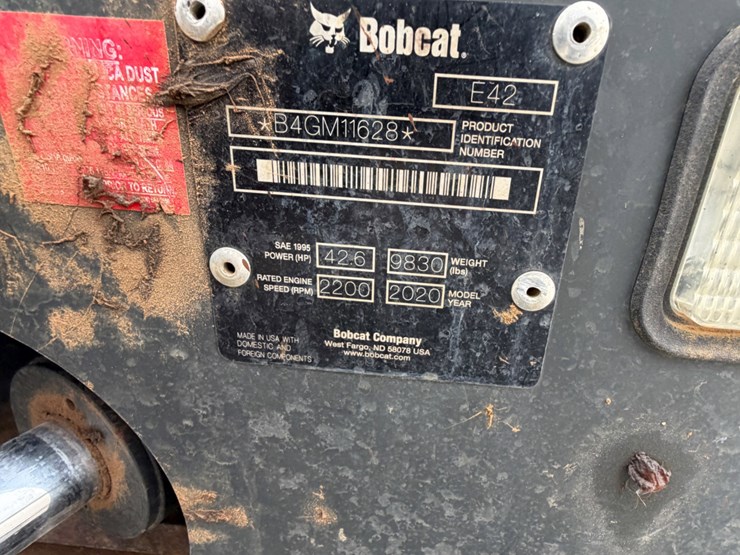 Bobcat®
E42
*B4GM11628*
PRODUCT
IDENTIFICATION
NUMBER
SAE 1995
POWER (HP)
42.6
9830
WEIGHT
(lbs)
RATED ENGINE
SPEED (RPM)
2200
2020
MODEL
YEAR
MADE IN USA WITH
DOMESTIC AND
FOREIGN COMPONENTS
Bobcat Company
West Fargo, ND 58078 USA
www.bobcat.com
DUST